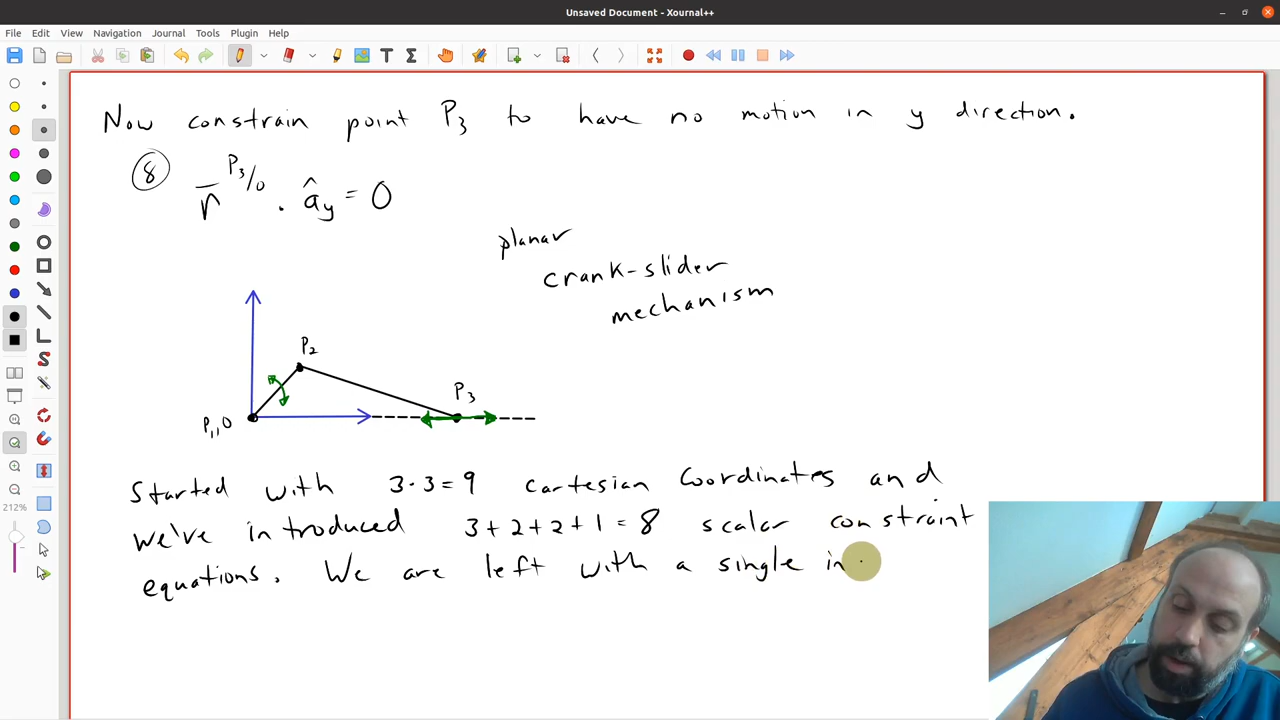 Unsaved Document - Xournal++
File Edit View Navigation Journal Tools Plugin Help
Now constrain point P3 to have no motion in y direction.
8
r̄^P3/0 · ây = 0
planar
crank-slider
mechanism
P2
P3
P1,0
Started with 3·3=9 Cartesian Coordinates and
we've introduced 3+2+2+1=8 scalar constraint
equations. We are left with a single in
212%